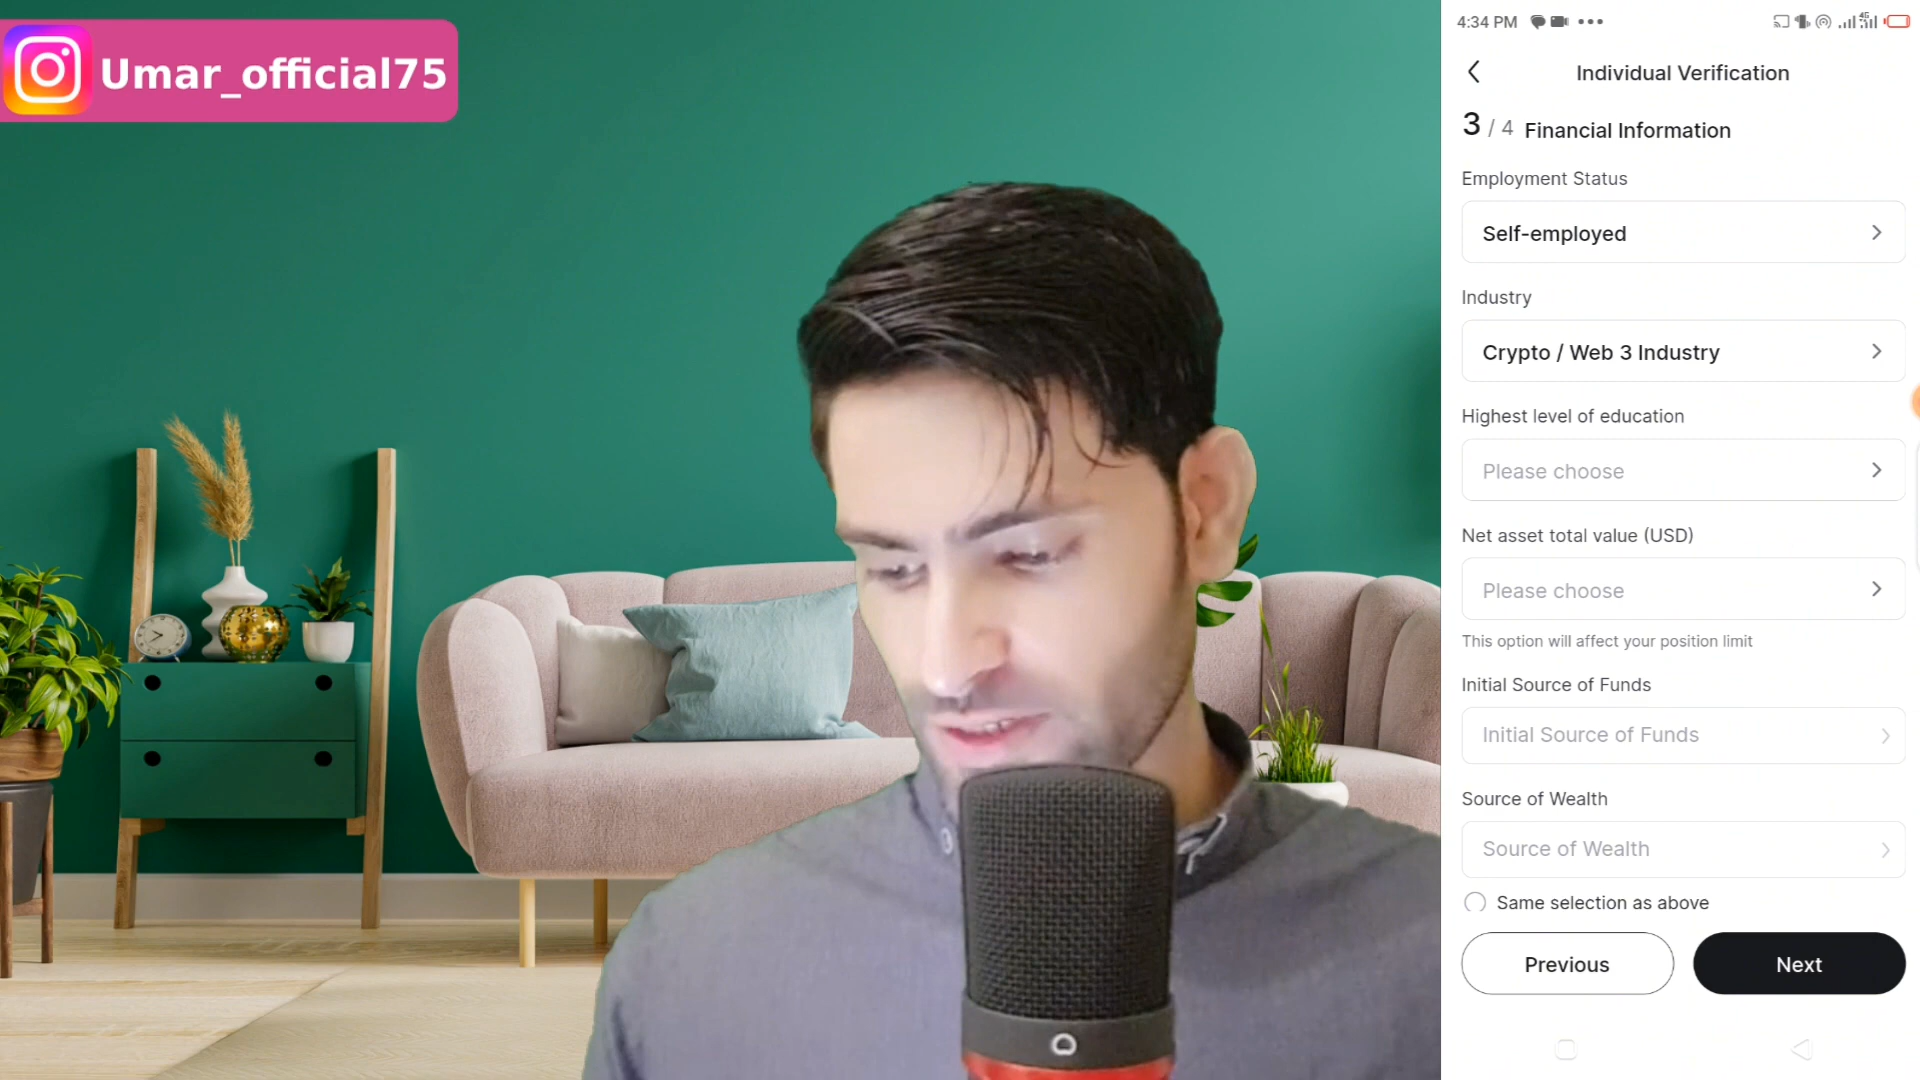 Umar_official75
4:34 PM
Individual Verification
3 / 4 Financial Information
Employment Status
Self-employed
Industry
Crypto / Web 3 Industry
Highest level of education
Please choose
Net asset total value (USD)
Please choose
This option will affect your position limit
Initial Source of Funds
Initial Source of Funds
Source of Wealth
Source of Wealth
Same selection as above
Previous
Next